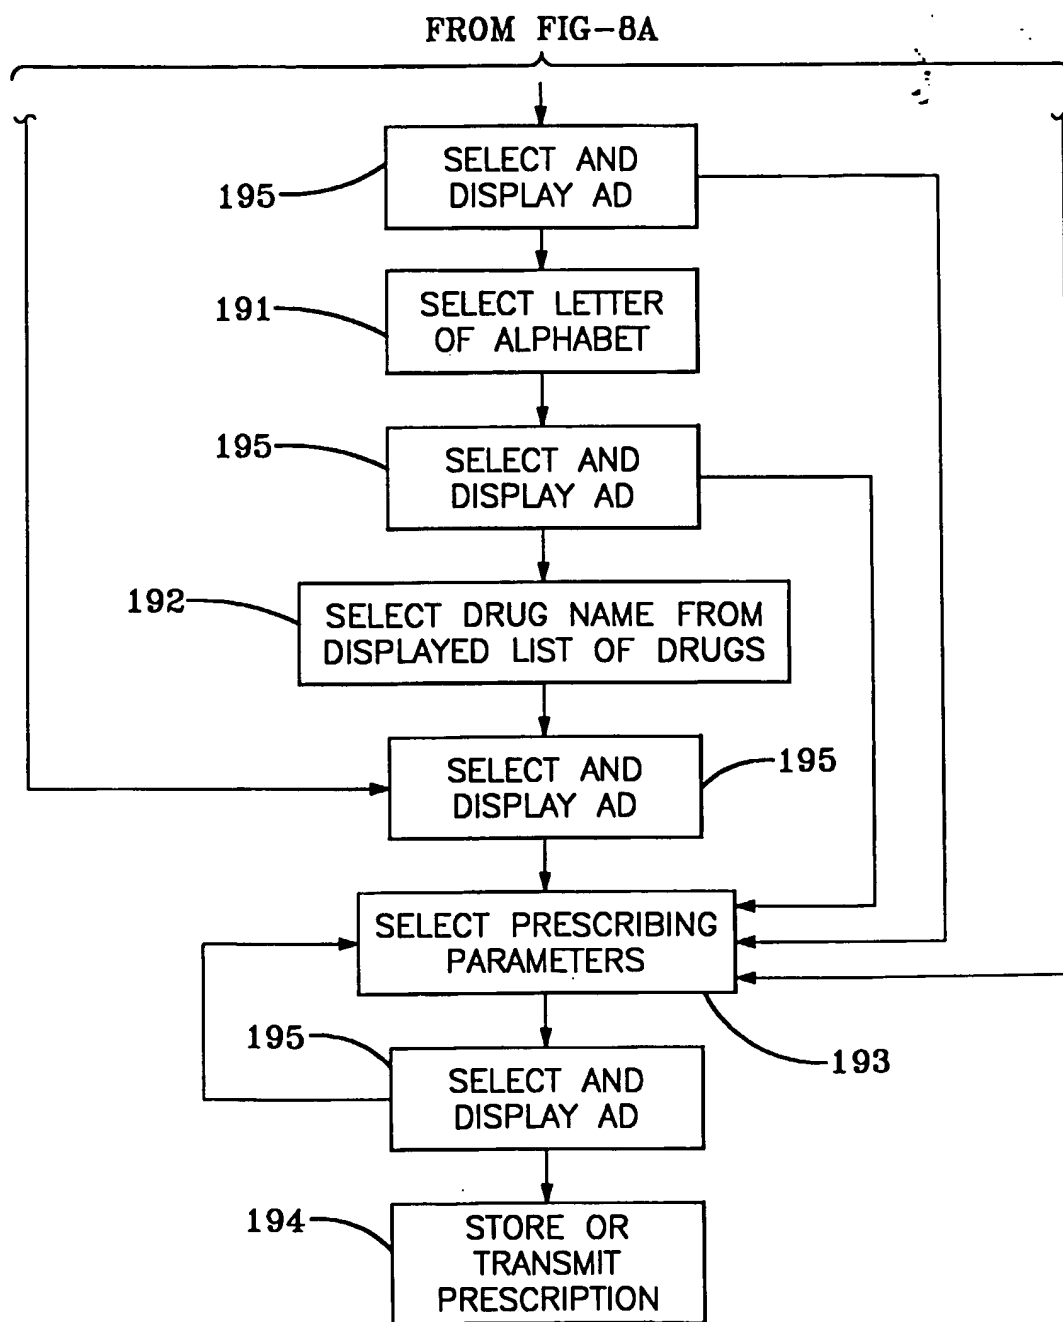 FROM FIG-8A
195
SELECT AND
DISPLAY AD
191
SELECT LETTER
OF ALPHABET
195
SELECT AND
DISPLAY AD
192
SELECT DRUG NAME FROM
DISPLAYED LIST OF DRUGS
SELECT AND
DISPLAY AD
195
SELECT PRESCRIBING
PARAMETERS
193
195
SELECT AND
DISPLAY AD
194
STORE OR
TRANSMIT
PRESCRIPTION